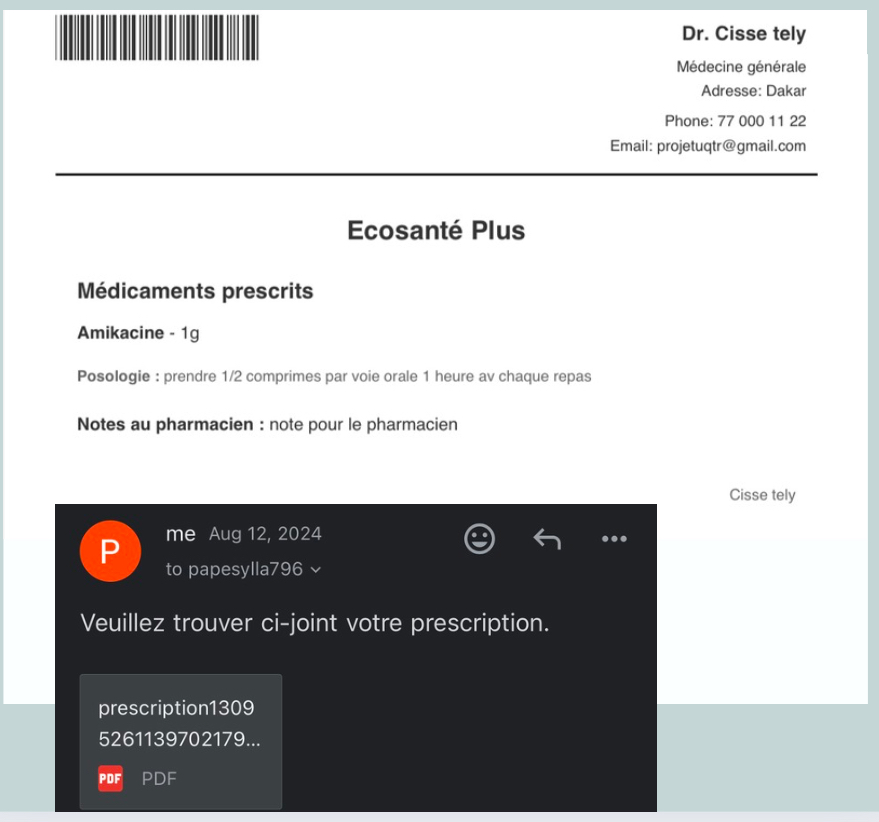 Dr. Cisse tely
Médecine générale
Adresse: Dakar
Phone: 77 000 11 22
Email: projetuqtr@gmail.com
Ecosanté Plus
Médicaments prescrits
Amikacine - 1g
Posologie : prendre 1/2 comprimes par voie orale 1 heure av chaque repas
Notes au pharmacien : note pour le pharmacien
Cisse tely
P
me Aug 12, 2024
to papesylla796
Veuillez trouver ci-joint votre prescription.
prescription1309
5261139702179...
PDF PDF